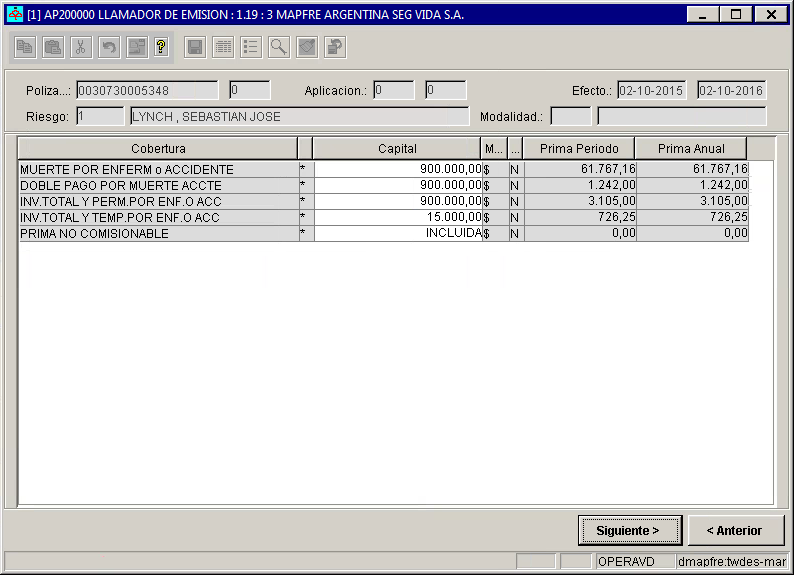 [1] AP200000 LLAMADOR DE EMISION : 1.19 : 3 MAPFRE ARGENTINA SEG VIDA S.A.
?
Poliza...: 0030730005348 0 Aplicacion.: 0 0 Efecto.: 02-10-2015 02-10-2016
Riesgo: 1 LYNCH , SEBASTIAN JOSE Modalidad.:
Cobertura Capital M... ... Prima Periodo Prima Anual
MUERTE POR ENFERM o ACCIDENTE * 900.000,00 $ N 61.767,16 61.767,16
DOBLE PAGO POR MUERTE ACCTE * 900.000,00 $ N 1.242,00 1.242,00
INV.TOTAL Y PERM.POR ENF.O ACC * 900.000,00 $ N 3.105,00 3.105,00
INV.TOTAL Y TEMP.POR ENF.O ACC * 15.000,00 $ N 726,25 726,25
PRIMA NO COMISIONABLE * INCLUIDA $ N 0,00 0,00
Siguiente > < Anterior
OPERAVD dmapfre:twdes-mar